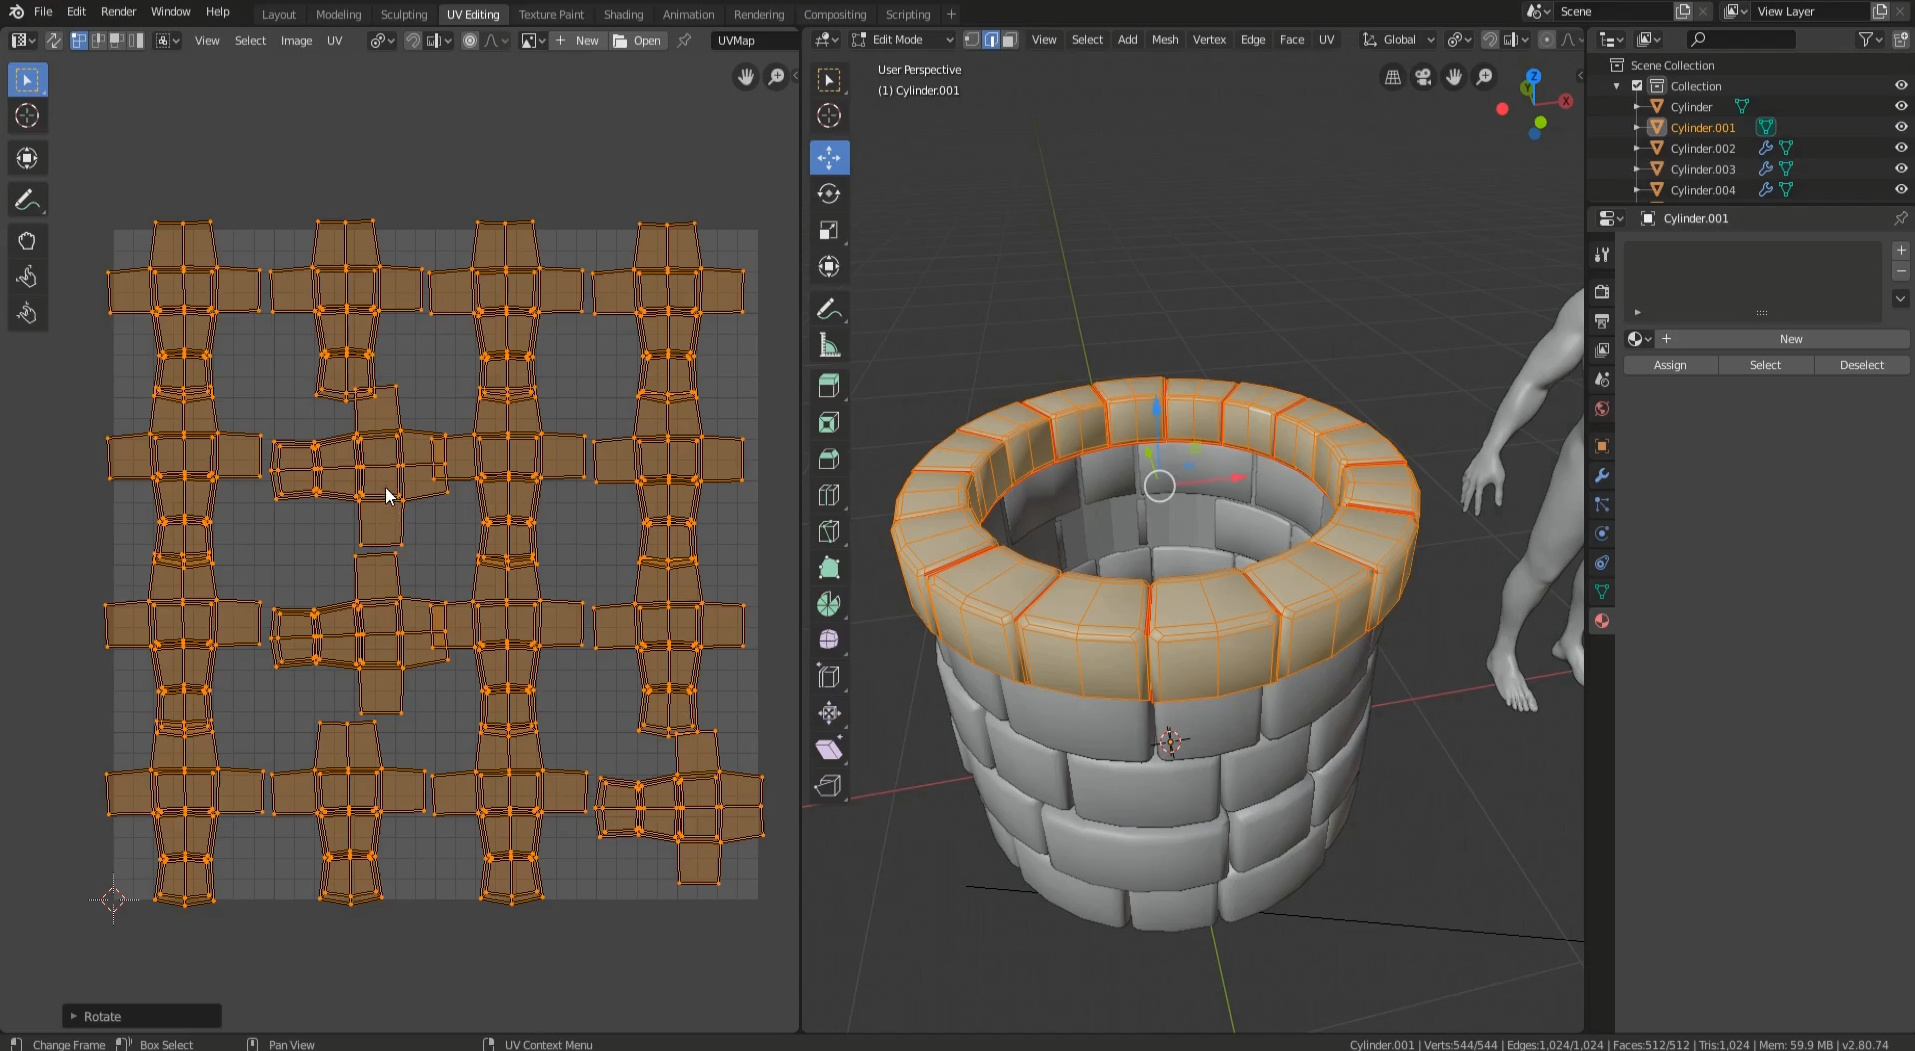 File Edit Render Window Help Layout Modeling Sculpting UV Editing Texture Paint Shading Animation Rendering Compositing Scripting + Scene View Layer
View Select Image UV New Open UVMap Edit Mode View Select Add Mesh Vertex Edge Face UV Global
User Perspective
(1) Cylinder.001
Z
Y
X
Scene Collection
Collection
Cylinder
Cylinder.001
Cylinder.002
Cylinder.003
Cylinder.004
Cylinder.001
New
Assign Select Deselect
Rotate
Change Frame Box Select Pan View UV Context Menu Cylinder.001 | Verts:544/544 | Edges:1,024/1,024 | Faces:512/512 | Tris:1,024 | Mem: 59.9 MB | v2.80.74